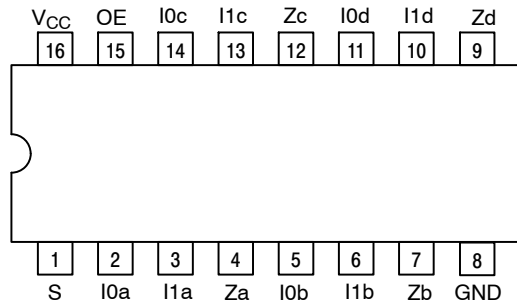 VCC OE I0c I1c Zc I0d I1d Zd
16 15 14 13 12 11 10 9
1 2 3 4 5 6 7 8
S I0a I1a Za I0b I1b Zb GND